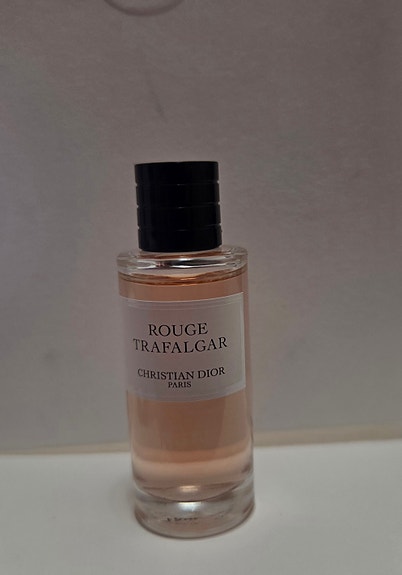 ROUGE
TRAFALGAR
CHRISTIAN DIOR
PARIS